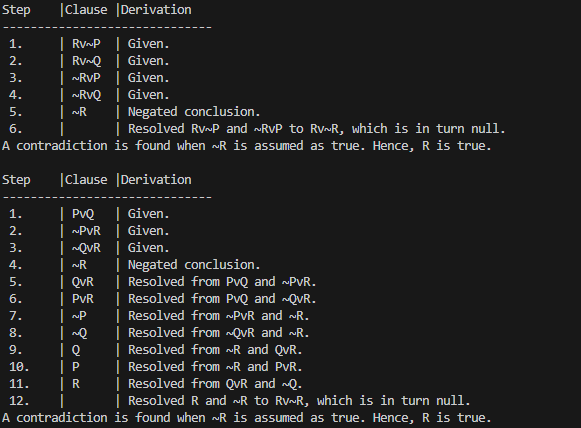 Step    |Clause |Derivation
------------------------------
 1.     | Rv~P  | Given.
 2.     | Rv~Q  | Given.
 3.     | ~RvP  | Given.
 4.     | ~RvQ  | Given.
 5.     | ~R    | Negated conclusion.
 6.     |       | Resolved Rv~P and ~RvP to Rv~R, which is in turn null.
A contradiction is found when ~R is assumed as true. Hence, R is true.

Step    |Clause |Derivation
------------------------------
 1.     | PvQ   | Given.
 2.     | ~PvR  | Given.
 3.     | ~QvR  | Given.
 4.     | ~R    | Negated conclusion.
 5.     | QvR   | Resolved from PvQ and ~PvR.
 6.     | PvR   | Resolved from PvQ and ~QvR.
 7.     | ~P    | Resolved from ~PvR and ~R.
 8.     | ~Q    | Resolved from ~QvR and ~R.
 9.     | Q     | Resolved from ~R and QvR.
 10.    | P     | Resolved from ~R and PvR.
 11.    | R     | Resolved from QvR and ~Q.
 12.    |       | Resolved R and ~R to Rv~R, which is in turn null.
A contradiction is found when ~R is assumed as true. Hence, R is true.